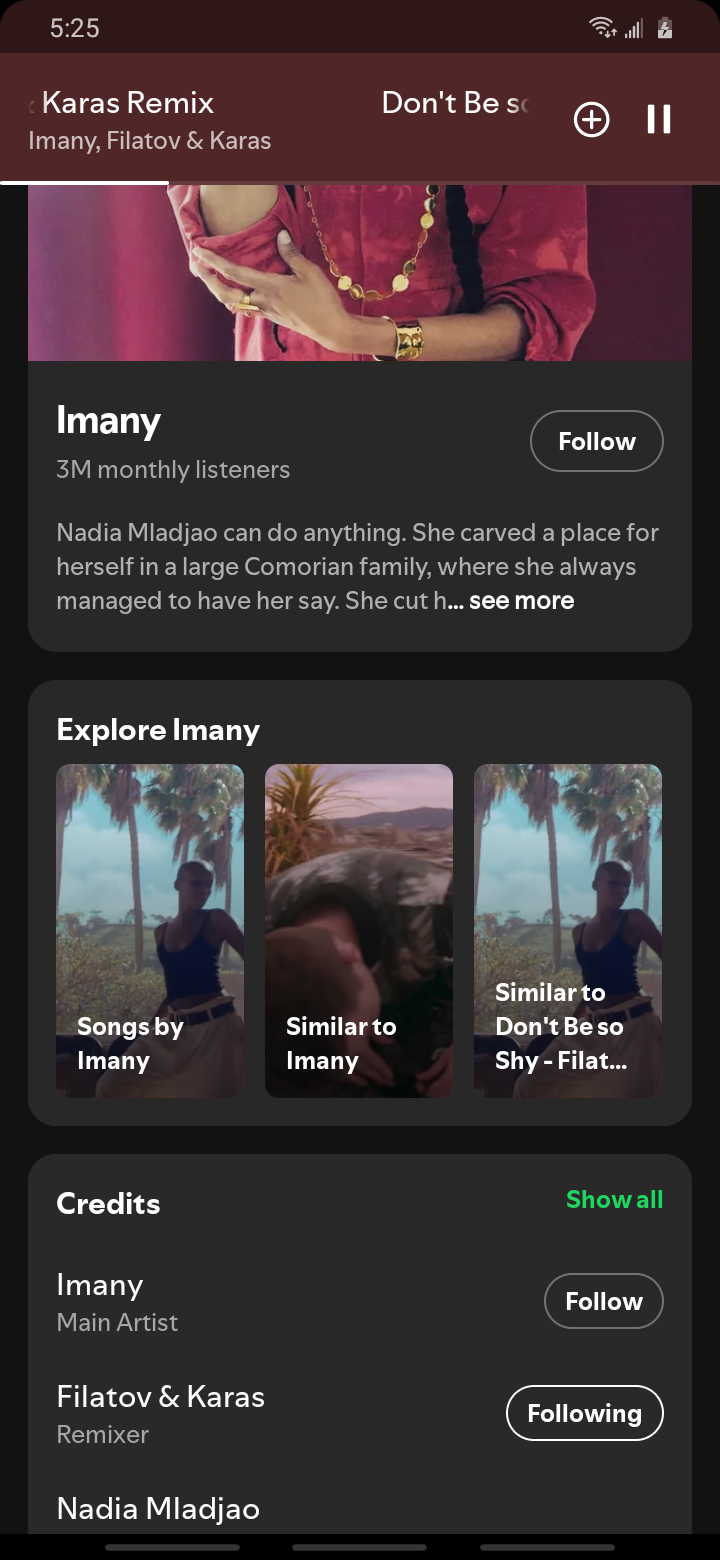 5:25
Karas Remix
Don't Be s
Imany, Filatov & Karas
Imany
3M monthly listeners
Follow
Nadia Mladjao can do anything. She carved a place for
herself in a large Comorian family, where she always
managed to have her say. She cut h... see more
Explore Imany
Songs by
Imany
Similar to
Imany
Similar to
Don't Be so
Shy - Filat...
Credits
Show all
Imany
Main Artist
Follow
Filatov & Karas
Remixer
Following
Nadia Mladjao